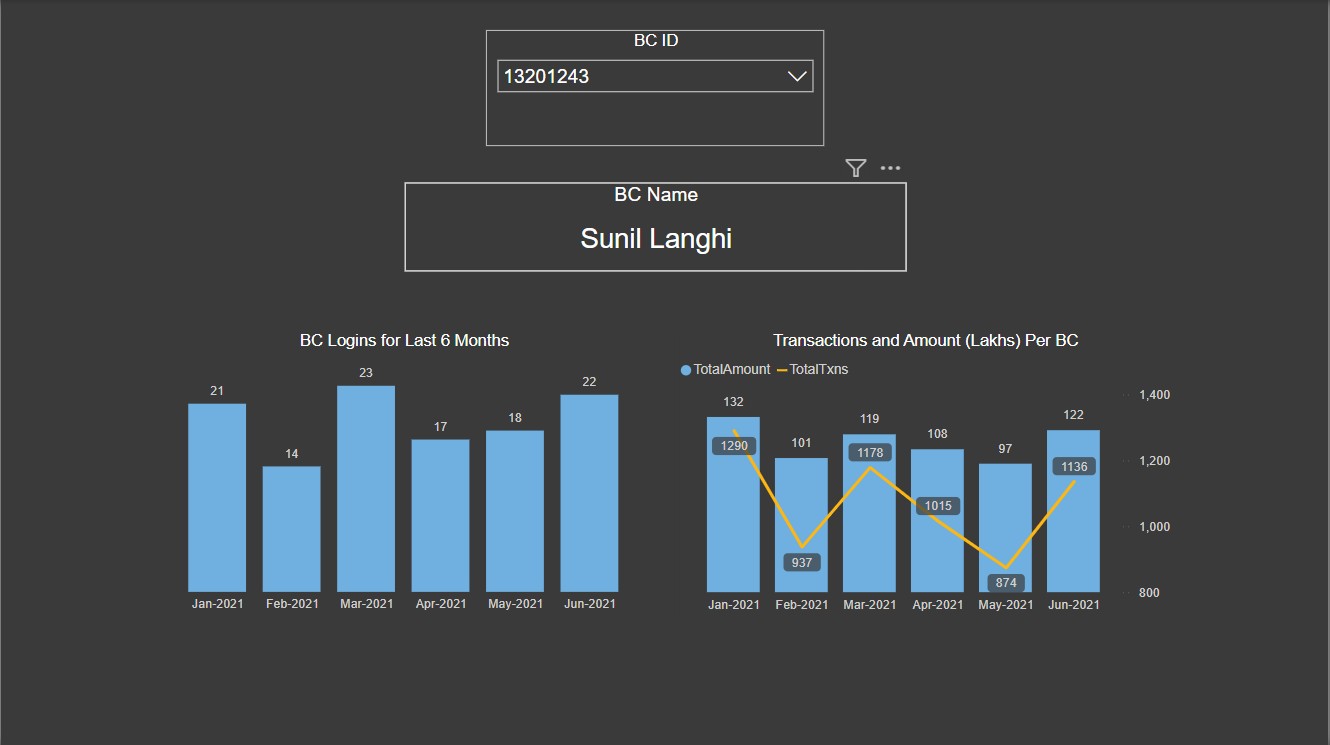 BC ID
13201243
BC Name
Sunil Langhi
BC Logins for Last 6 Months
21
14
23
17
18
22
Jan-2021 Feb-2021 Mar-2021 Apr-2021 May-2021 Jun-2021
Transactions and Amount (Lakhs) Per BC
TotalAmount TotalTxns
132
101
119
108
97
122
1290
937
1178
1015
874
1136
1,400
1,200
1,000
800
Jan-2021 Feb-2021 Mar-2021 Apr-2021 May-2021 Jun-2021